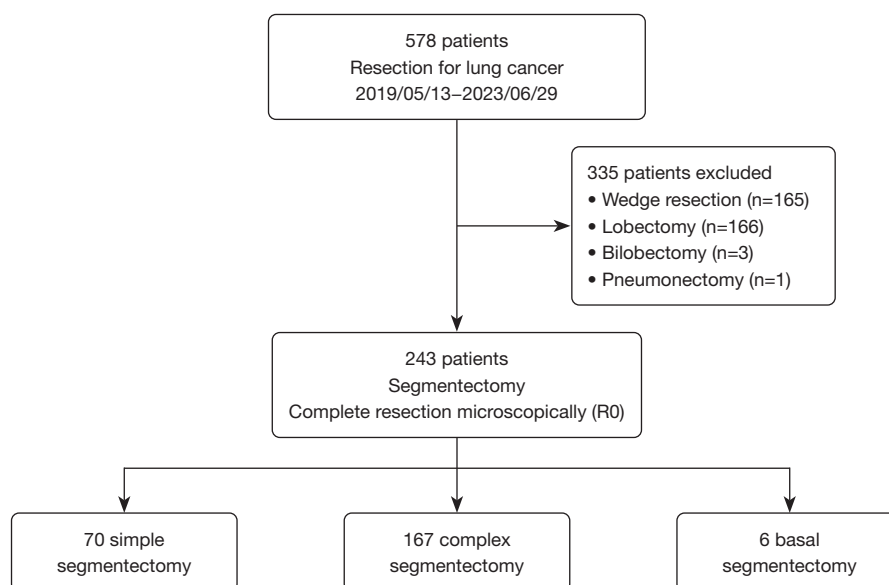 578 patients
Resection for lung cancer
2019/05/13–2023/06/29
335 patients excluded
• Wedge resection (n=165)
• Lobectomy (n=166)
• Bilobectomy (n=3)
• Pneumonectomy (n=1)
243 patients
Segmentectomy
Complete resection microscopically (R0)
70 simple
segmentectomy
167 complex
segmentectomy
6 basal
segmentectomy